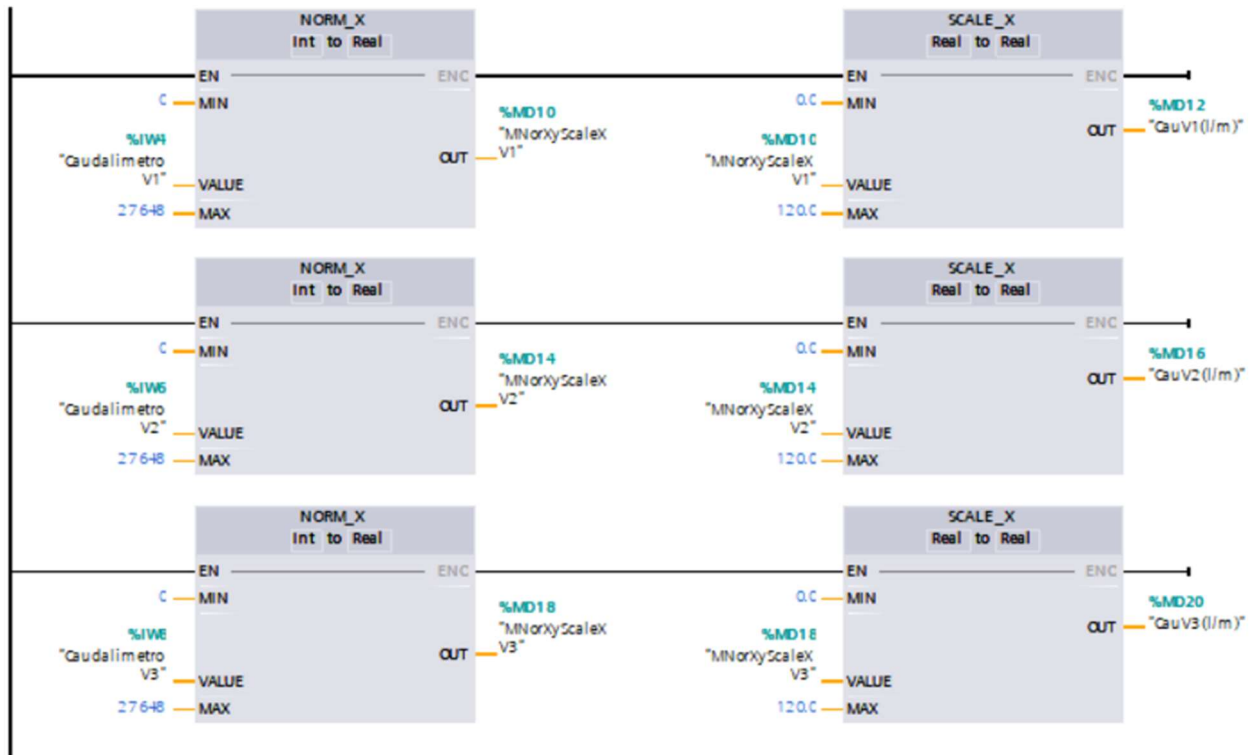 NORM_X
Int to Real
EN
ENO
0
MIN
%IW4
"Caudalimetro
V1"
VALUE
27648
MAX
OUT
%MD10
"MNorXyScaleX
V1"
SCALE_X
Real to Real
EN
ENO
0.0
MIN
%MD10
"MNorXyScaleX
V1"
VALUE
120.0
MAX
OUT
%MD12
"CauV1(l/m)"
NORM_X
Int to Real
EN
ENO
0
MIN
%IW6
"Caudalimetro
V2"
VALUE
27648
MAX
OUT
%MD14
"MNorXyScaleX
V2"
SCALE_X
Real to Real
EN
ENO
0.0
MIN
%MD14
"MNorXyScaleX
V2"
VALUE
120.0
MAX
OUT
%MD16
"CauV2(l/m)"
NORM_X
Int to Real
EN
ENO
0
MIN
%IW8
"Caudalimetro
V3"
VALUE
27648
MAX
OUT
%MD18
"MNorXyScaleX
V3"
SCALE_X
Real to Real
EN
ENO
0.0
MIN
%MD18
"MNorXyScaleX
V3"
VALUE
120.0
MAX
OUT
%MD20
"CauV3(l/m)"